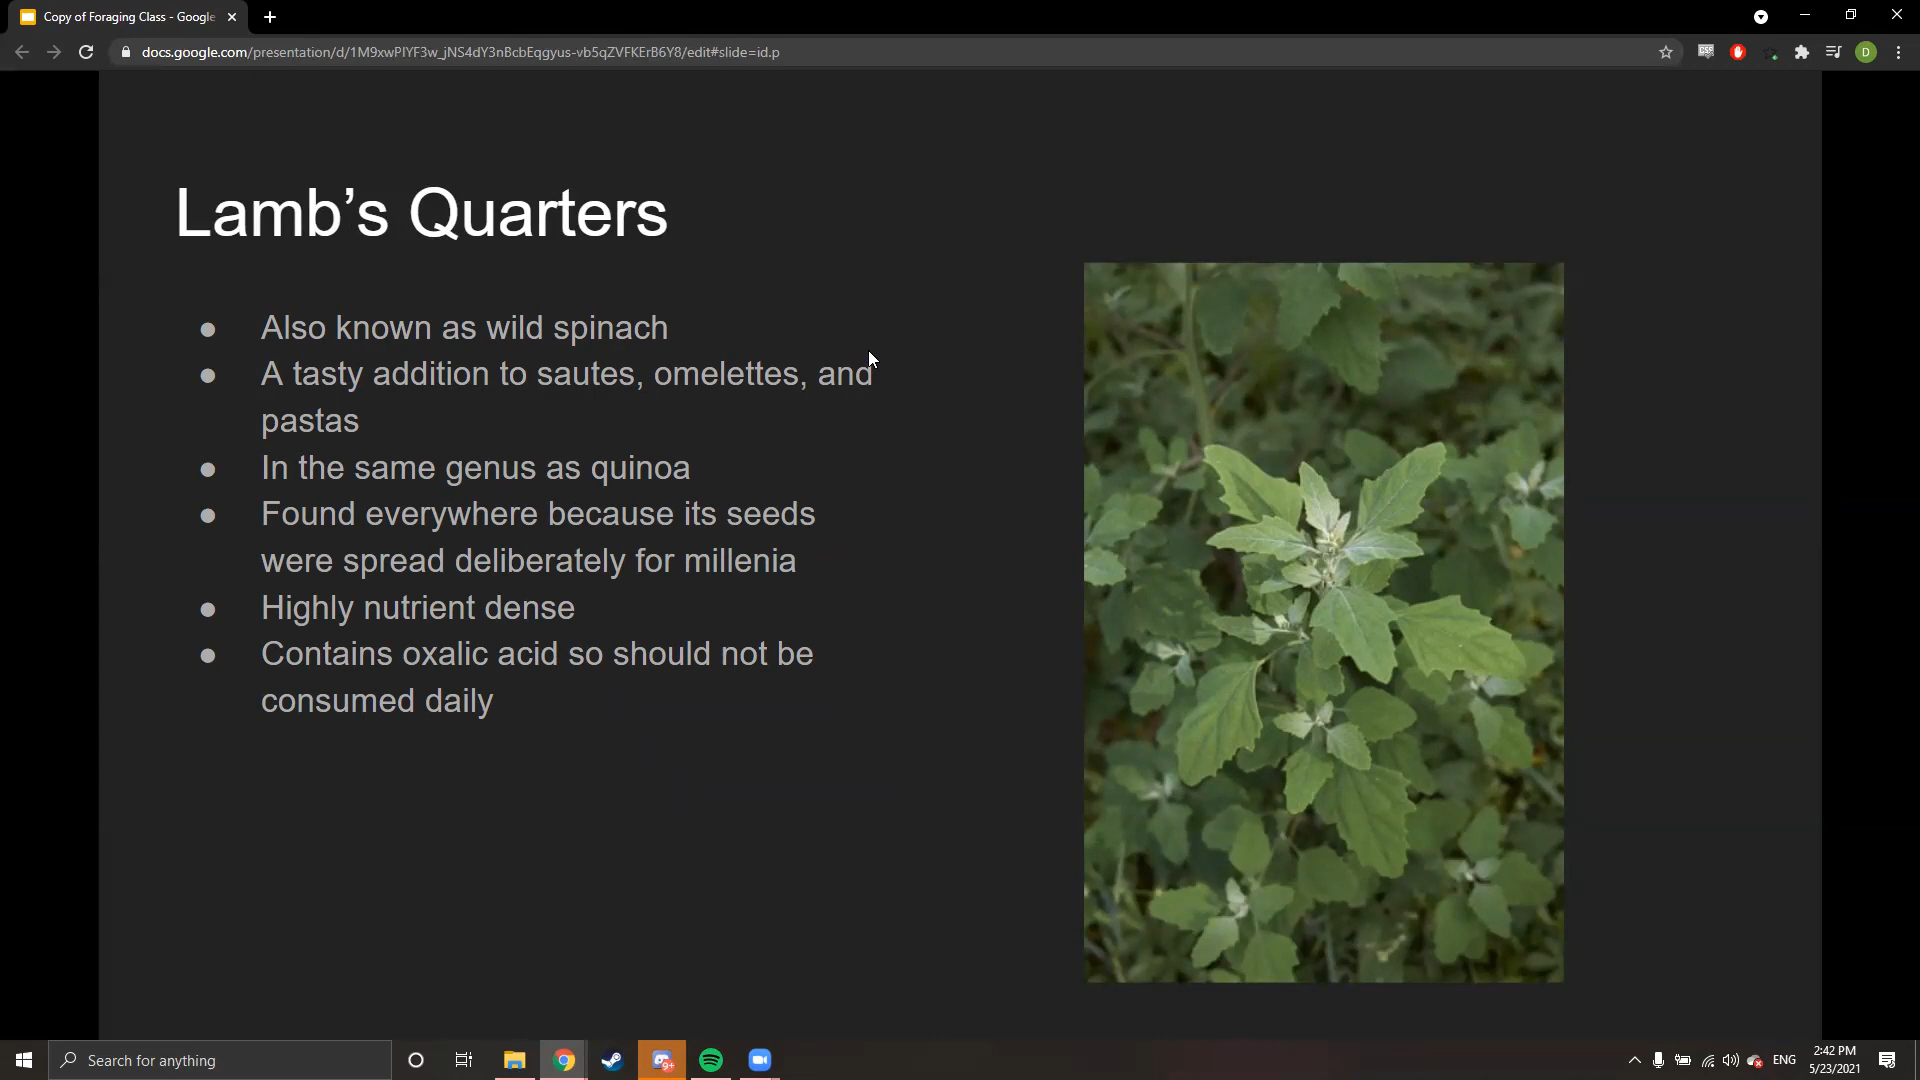 Copy of Foraging Class - Google
docs.google.com/presentation/d/1M9xwPIYF3w_jNS4dY3nBcbEqgyus-vb5qZVFKErB6Y8/edit#slide=id.p
D
Lamb’s Quarters
● Also known as wild spinach
● A tasty addition to sautes, omelettes, and
pastas
● In the same genus as quinoa
● Found everywhere because its seeds
were spread deliberately for millenia
● Highly nutrient dense
● Contains oxalic acid so should not be
consumed daily
Search for anything
9+
ENG
2:42 PM
5/23/2021